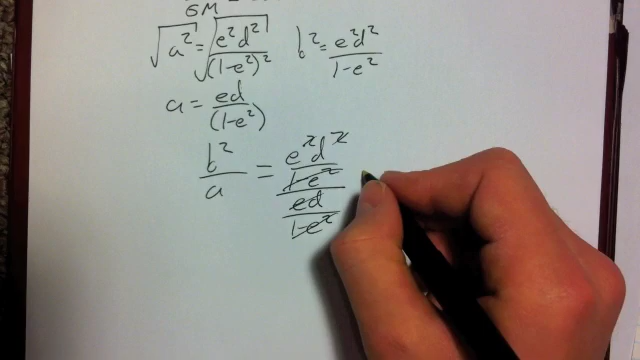 GM
√a² = √e²d² / √(1-e²)² b² = e²d² / 1-e²
a = ed / (1-e²)
b² / a = e²d² / 1-e² / ed / 1-e²